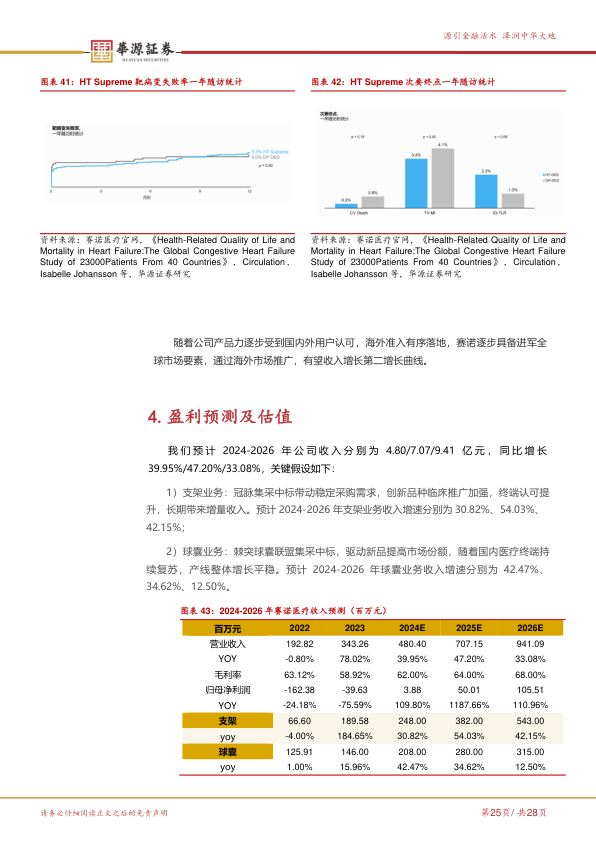 源引金融活水 泽润中华大地
华源证券
HUAYUAN SECURITIES
图表 41：HT Supreme 靶病变失败率一年随访统计
靶病变失败率,
一年随访时统计
5.3% HT Supreme
5.0% CP DES
p = 0.82
0 3 6 9 12
月份
资料来源：赛诺医疗官网，《Health-Related Quality of Life and
Mortality in Heart Failure:The Global Congestive Heart Failure
Study of 23000Patients From 40 Countries》，Circulation，
Isabelle Johansson 等，华源证券研究
图表 42：HT Supreme 次要终点一年随访统计
次要终点,
一年随访时统计
4.1%
3.4%
2.3%
1.0%
0.8%
0.3%
CV Death TV-MI ID-TLR
资料来源：赛诺医疗官网，《Health-Related Quality of Life and
Mortality in Heart Failure:The Global Congestive Heart Failure
Study of 23000Patients From 40 Countries》，Circulation，
Isabelle Johansson 等，华源证券研究
随着公司产品力逐步受到国内外用户认可，海外准入有序落地，赛诺逐步具备进军全
球市场要素，通过海外市场推广，有望收入增长第二增长曲线。
4. 盈利预测及估值
我们预计 2024-2026 年公司收入分别为 4.80/7.07/9.41 亿元，同比增长
39.95%/47.20%/33.08%，关键假设如下：
1）支架业务：冠脉集采中标带动稳定采购需求，创新品种临床推广加强，终端认可提
升，长期带来增量收入。预计 2024-2026 年支架业务收入增速分别为 30.82%、54.03%、
42.15%；
2）球囊业务：棘突球囊联盟集采中标，驱动新品提高市场份额，随着国内医疗终端持
续复苏，产线整体增长平稳。预计 2024-2026 年球囊业务收入增速分别为 42.47%、
34.62%、12.50%。
图表 43：2024-2026 年赛诺医疗收入预测（百万元）
百万元 2022 2023 2024E 2025E 2026E
营业收入 192.82 343.26 480.40 707.15 941.09
YOY -0.80% 78.02% 39.95% 47.20% 33.08%
毛利率 63.12% 58.92% 62.00% 64.00% 68.00%
归母净利润 -162.38 -39.63 3.88 50.01 105.51
YOY -24.18% -75.59% 109.80% 1187.66% 110.96%
支架 66.60 189.58 248.00 382.00 543.00
yoy -4.00% 184.65% 30.82% 54.03% 42.15%
球囊 125.91 146.00 208.00 280.00 315.00
yoy 1.00% 15.96% 42.47% 34.62% 12.50%
请务必仔细阅读正文之后的免责声明
第25页/ 共28页